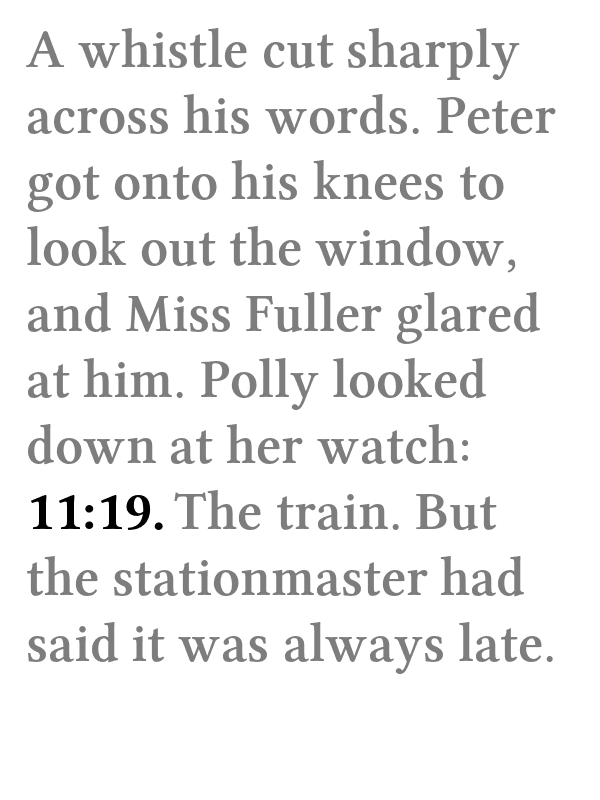 A whistle cut sharply
across his words. Peter
got onto his knees to
look out the window,
and Miss Fuller glared
at him. Polly looked
down at her watch:
11:19. The train. But
the stationmaster had
said it was always late.